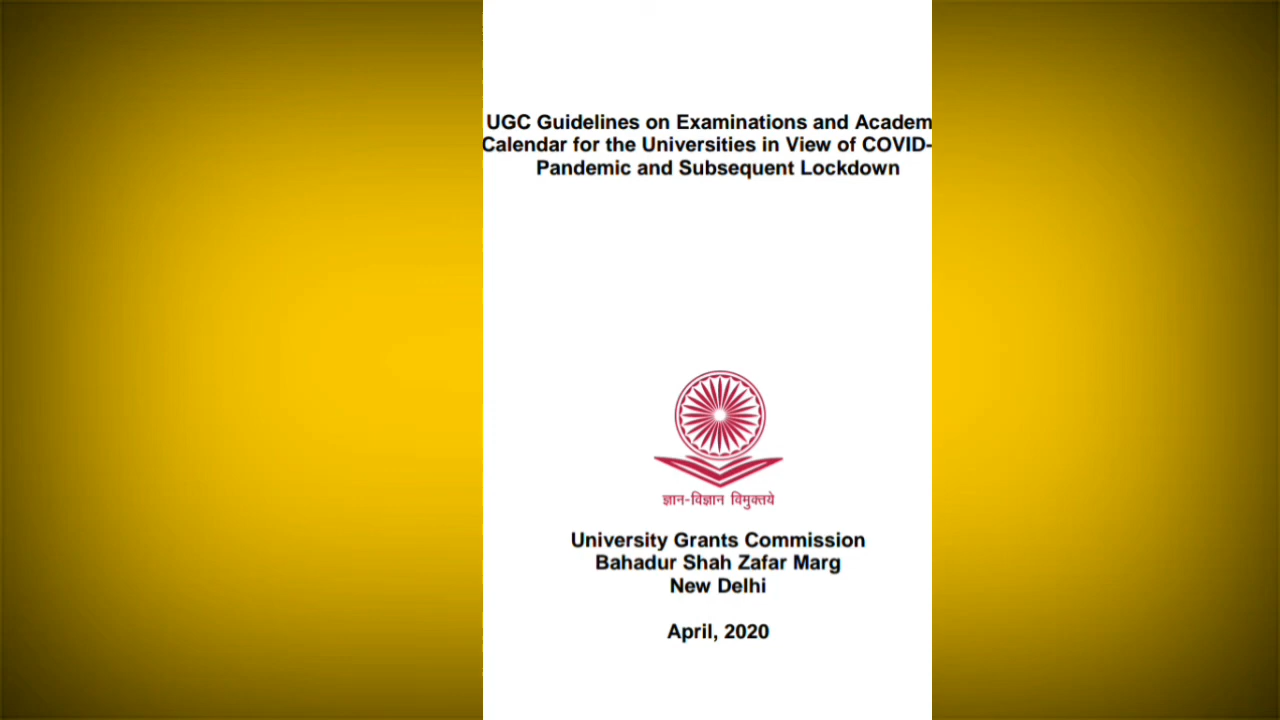 UGC Guidelines on Examinations and Academ
Calendar for the Universities in View of COVID-
Pandemic and Subsequent Lockdown
ज्ञान-विज्ञान विमुक्तये
University Grants Commission
Bahadur Shah Zafar Marg
New Delhi
April, 2020